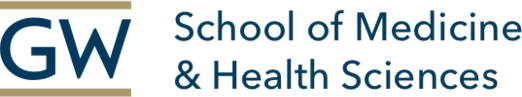 GW
School of Medicine
& Health Sciences